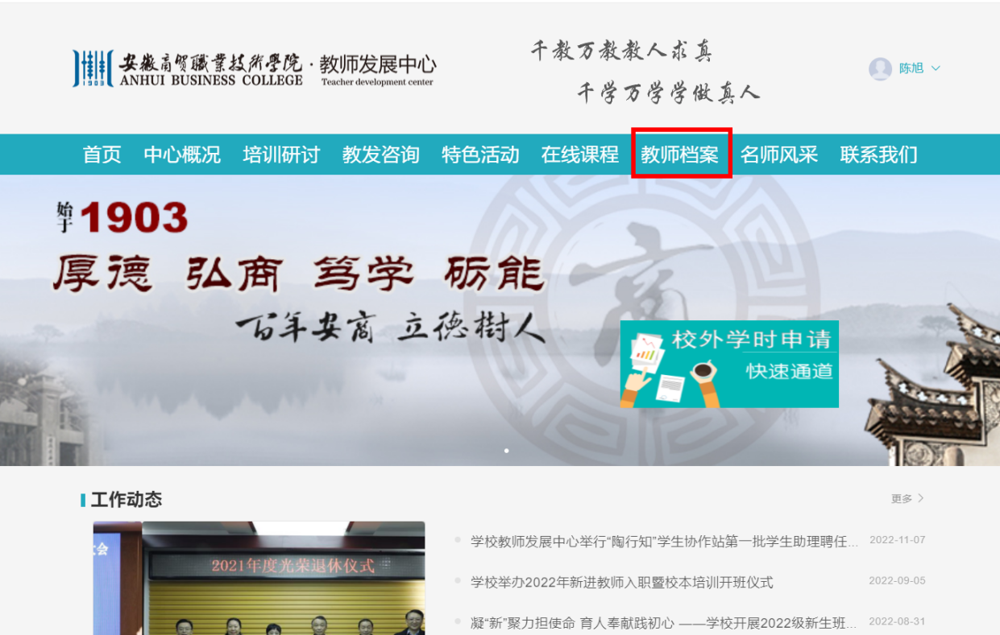 安徽商贸職業技術學院·教师发展中心
1903 ANHUI BUSINESS COLLEGE Teacher development center
千教万教教人求真
千学万学学做真人
陈旭
首页 中心概况 培训研讨 教发咨询 特色活动 在线课程 教师档案 名师风采 联系我们
始于1903
厚德 弘商 笃学 砺能
百年安商 立德樹人
商
校外学时申请
快速通道
工作动态
更多
会
2021年度光荣退休仪式
学校教师发展中心举行“陶行知”学生协作站第一批学生助理聘任... 2022-11-07
学校举办2022年新进教师入职暨校本培训开班仪式 2022-09-05
凝“新”聚力担使命 育人奉献践初心 ——学校开展2022级新生班... 2022-08-31